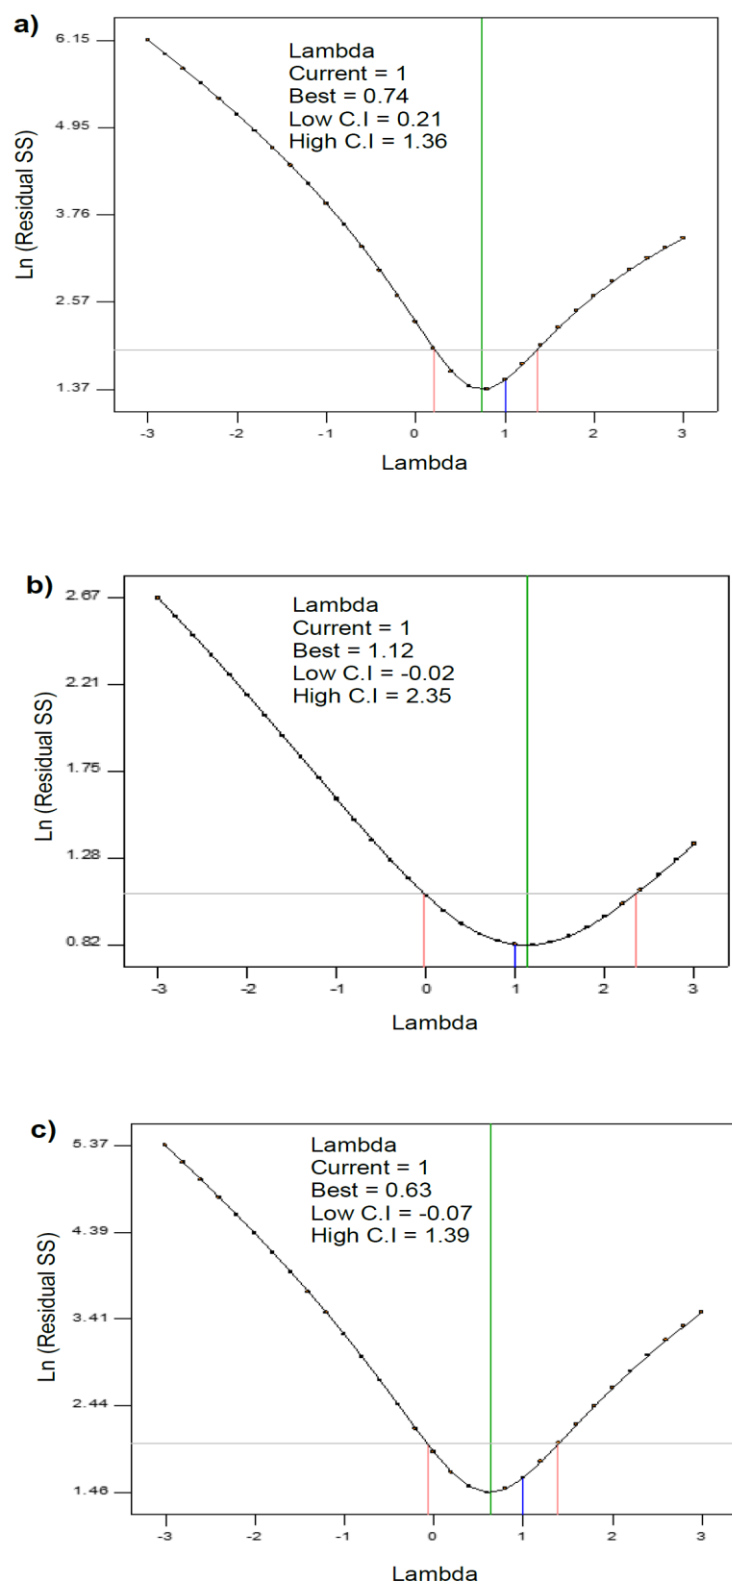 a)
6.15
4.95
3.76
2.57
1.37
Ln (Residual SS)
Lambda
Current = 1
Best = 0.74
Low C.I = 0.21
High C.I = 1.36
-3 -2 -1 0 1 2 3
Lambda
b)
2.67
2.21
1.75
1.28
0.82
Ln (Residual SS)
Lambda
Current = 1
Best = 1.12
Low C.I = -0.02
High C.I = 2.35
-3 -2 -1 0 1 2 3
Lambda
c)
5.37
4.39
3.41
2.44
1.46
Ln (Residual SS)
Lambda
Current = 1
Best = 0.63
Low C.I = -0.07
High C.I = 1.39
-3 -2 -1 0 1 2 3
Lambda